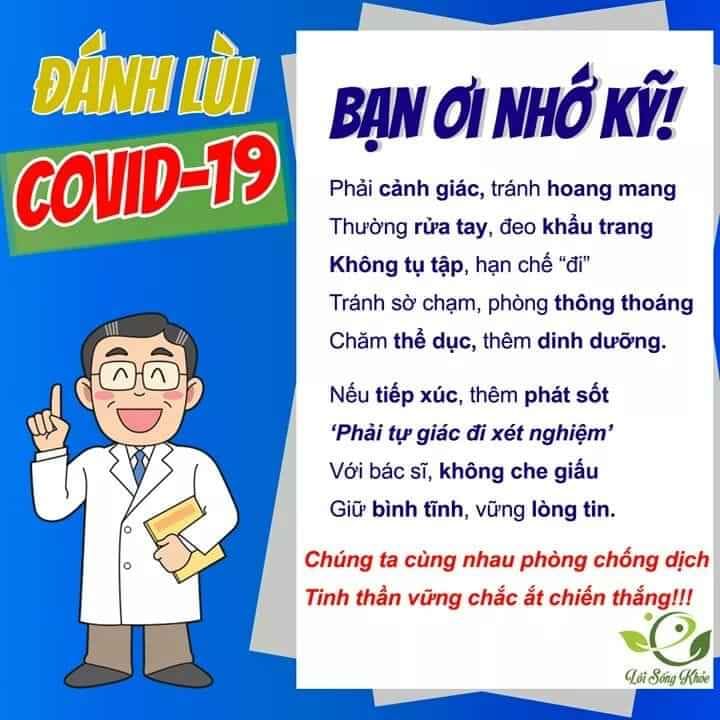 ĐÁNH LÙI
COVID-19
BẠN ƠI NHỚ KỸ!
Phải cảnh giác, tránh hoang mang
Thường rửa tay, đeo khẩu trang
Không tụ tập, hạn chế “đi”
Tránh sờ chạm, phòng thông thoáng
Chăm thể dục, thêm dinh dưỡng.
Nếu tiếp xúc, thêm phát sốt
‘Phải tự giác đi xét nghiệm’
Với bác sĩ, không che giấu
Giữ bình tĩnh, vững lòng tin.
Chúng ta cùng nhau phòng chống dịch
Tinh thần vững chắc ắt chiến thắng!!!
Lối Sống Khỏe